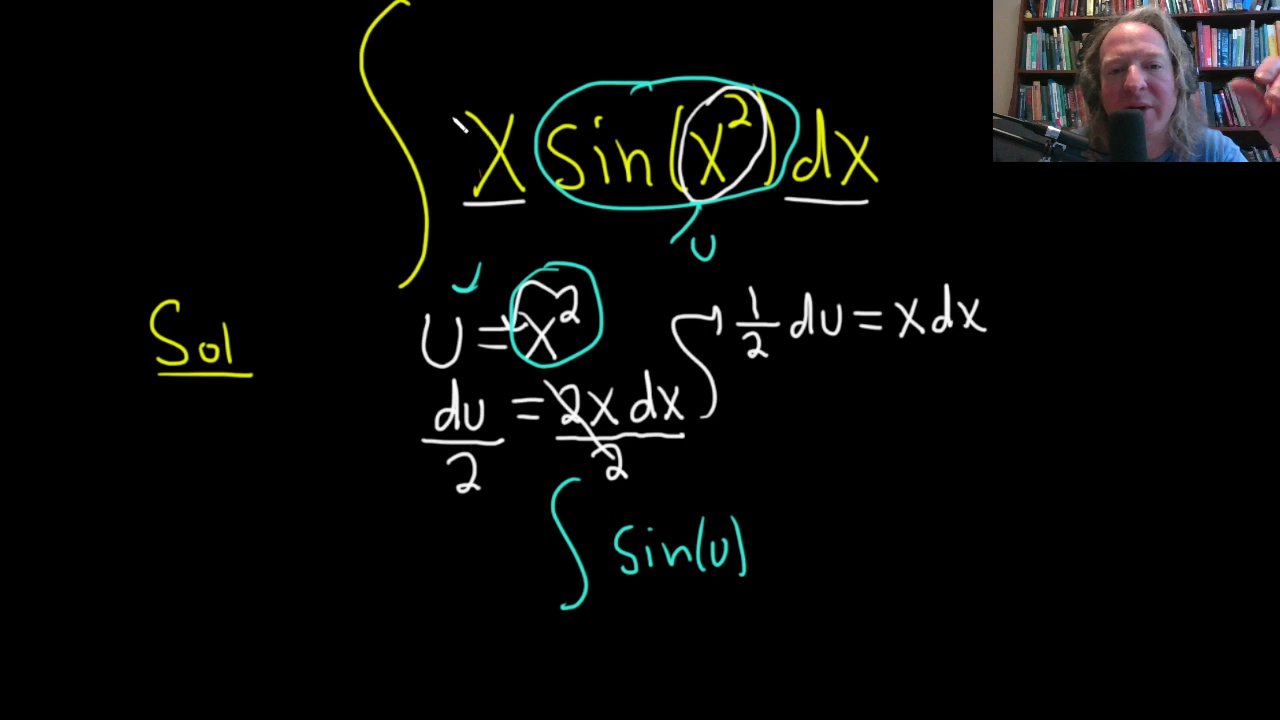 ∫ x sin(x²) dx
u
Sol
u = x²
½ du = x dx
du/2 = 2x dx/2
∫ sin(u)